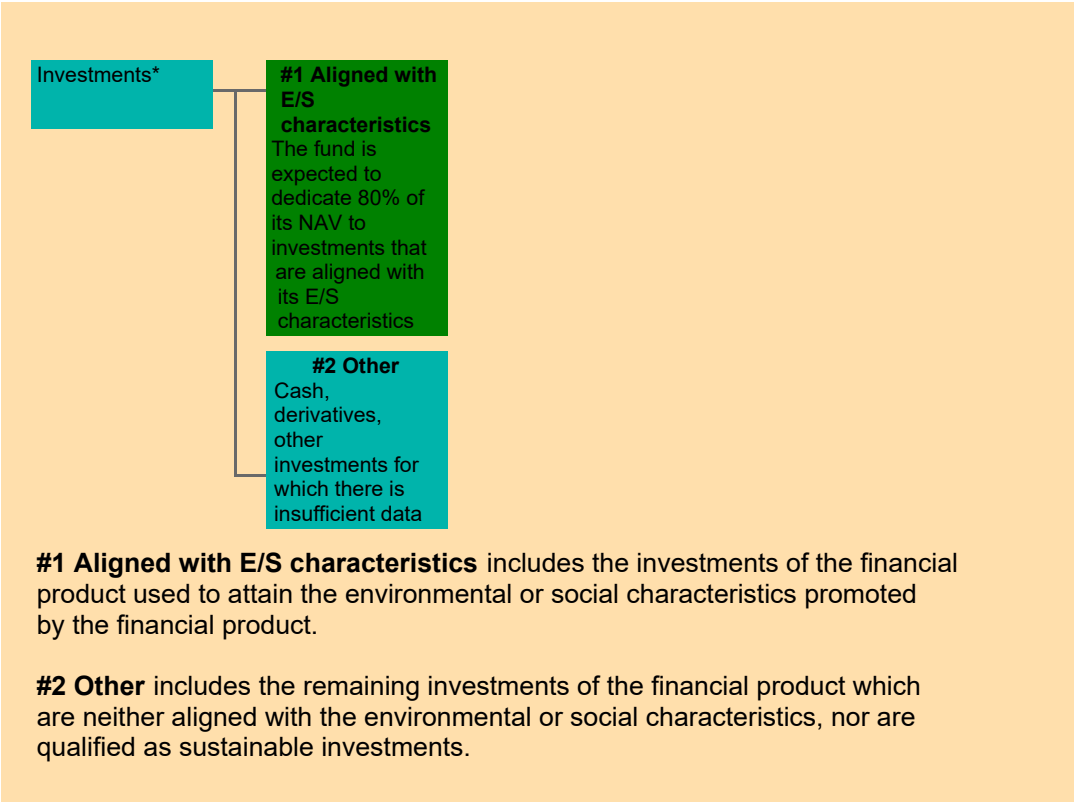 Investments*
#1 Aligned with
E/S
characteristics
The fund is
expected to
dedicate 80% of
its NAV to
investments that
are aligned with
its E/S
characteristics
#2 Other
Cash,
derivatives,
other
investments for
which there is
insufficient data
#1 Aligned with E/S characteristics includes the investments of the financial
product used to attain the environmental or social characteristics promoted
by the financial product.
#2 Other includes the remaining investments of the financial product which
are neither aligned with the environmental or social characteristics, nor are
qualified as sustainable investments.